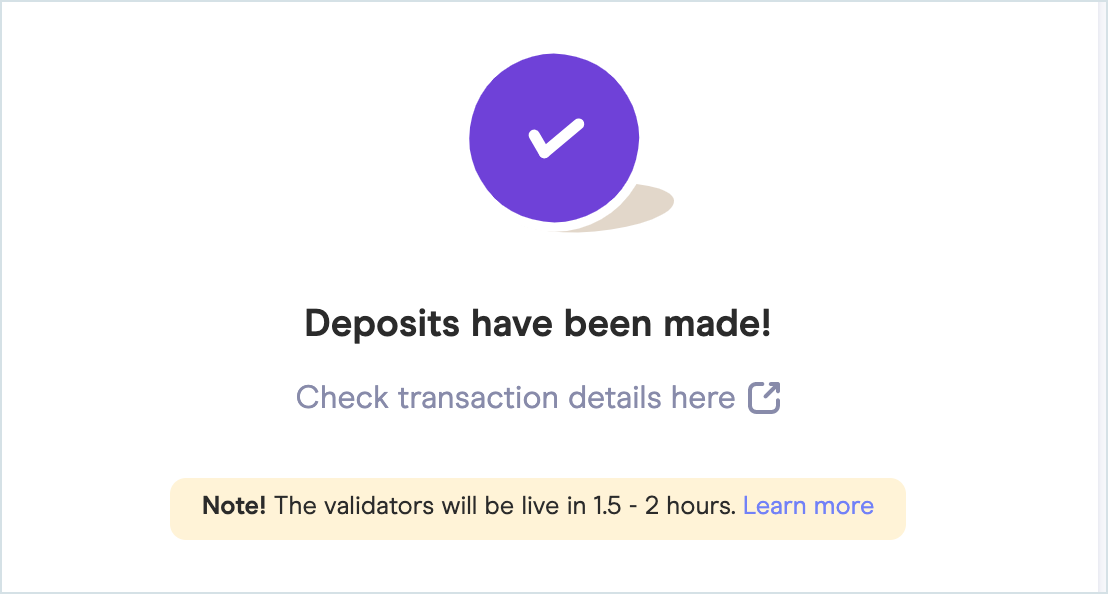 Deposits have been made!
Check transaction details here
Note! The validators will be live in 1.5 - 2 hours. Learn more